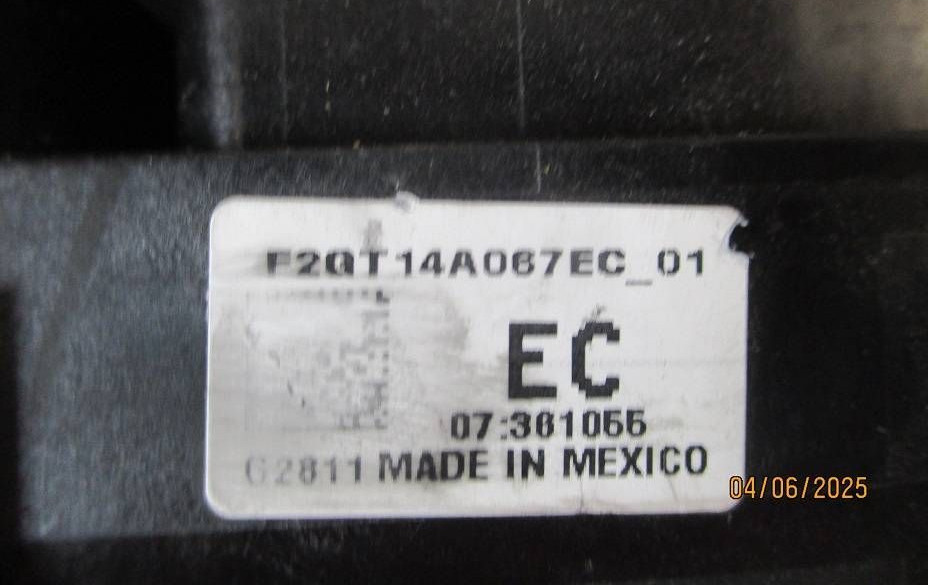 F2GT14A067EC_01
EC
07:361055
G2811 MADE IN MEXICO
04/06/2025